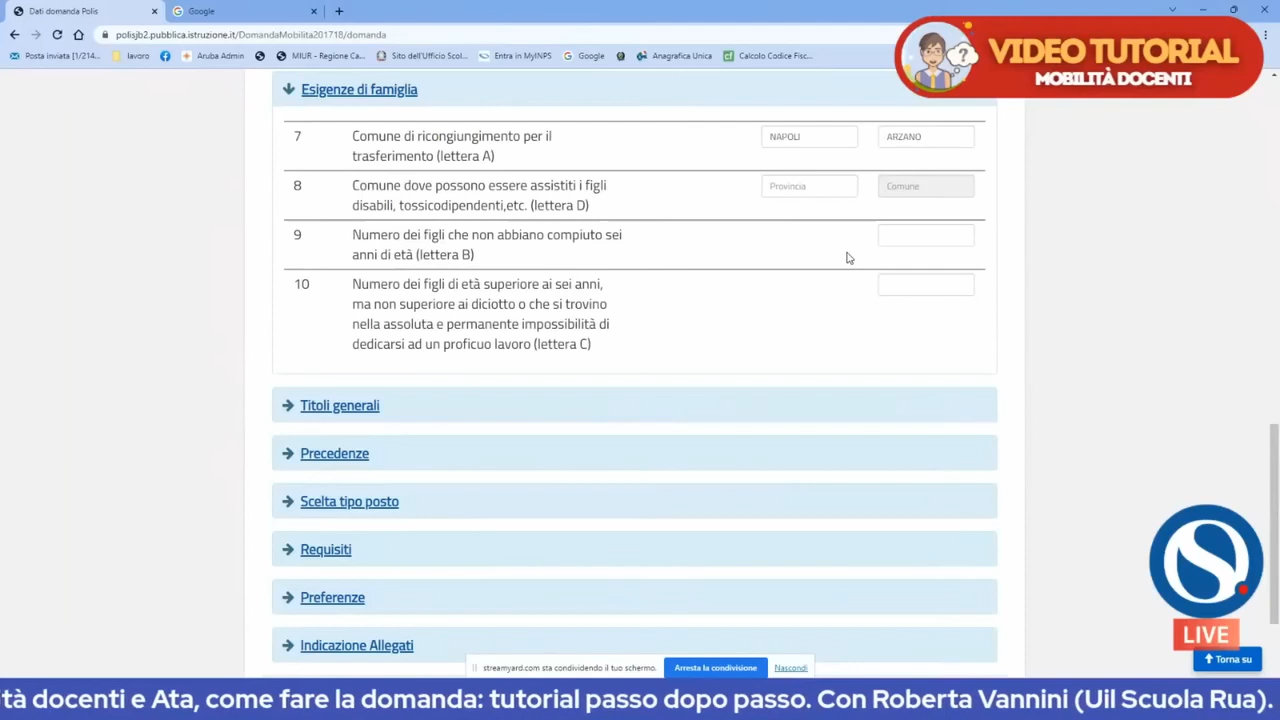 Dati domanda Polis
Google
polisjb2.pubblica.istruzione.it/DomandaMobilita201718/domanda
Posta inviata [1/214...
lavoro
Aruba Admin
MIUR - Regione Ca...
Sito dell'Ufficio Scol...
Entra in MyINPS
Google
Anagrafica Unica
Calcolo Codice Fisc...
VIDEO TUTORIAL
MOBILITÀ DOCENTI
Esigenze di famiglia
7 Comune di ricongiungimento per il NAPOLI ARZANO
trasferimento (lettera A)
8 Comune dove possono essere assistiti i figli Provincia Comune
disabili, tossicodipendenti,etc. (lettera D)
9 Numero dei figli che non abbiano compiuto sei
anni di età (lettera B)
10 Numero dei figli di età superiore ai sei anni,
ma non superiore ai diciotto o che si trovino
nella assoluta e permanente impossibilità di
dedicarsi ad un proficuo lavoro (lettera C)
Titoli generali
Precedenze
Scelta tipo posto
Requisiti
Preferenze
Indicazione Allegati
LIVE
Torna su
streamyard.com sta condividendo il tuo schermo. Arresta la condivisione Nascondi
tà docenti e Ata, come fare la domanda: tutorial passo dopo passo. Con Roberta Vannini (Uil Scuola Rua).